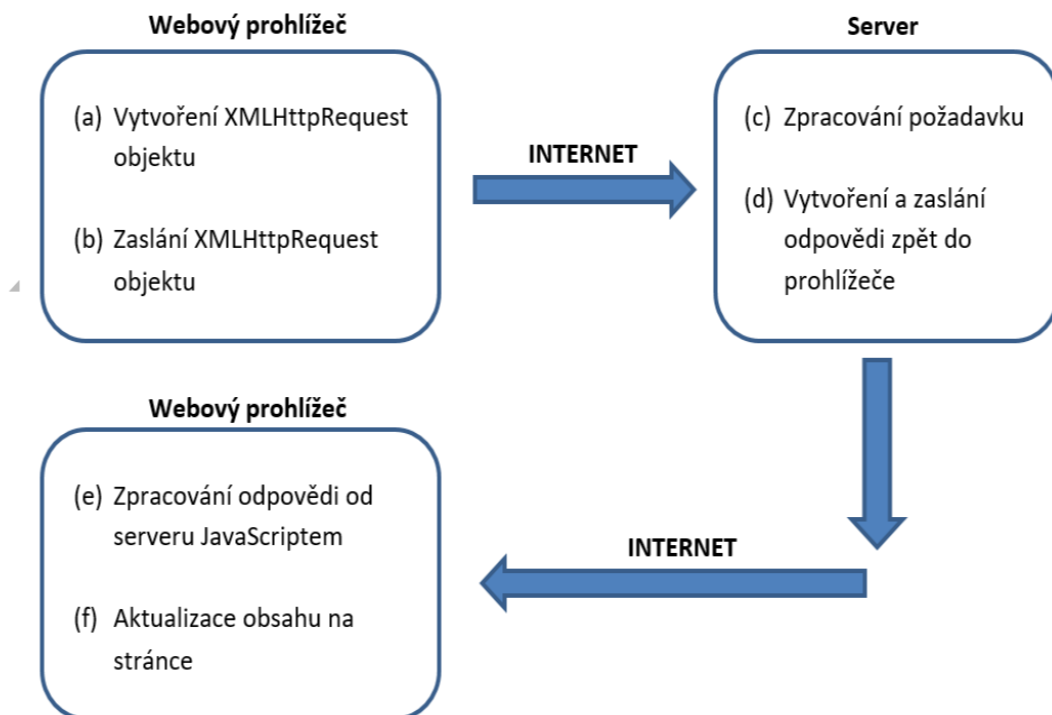 Webový prohlížeč
(a) Vytvoření XMLHttpRequest
objektu
(b) Zaslání XMLHttpRequest
objektu
INTERNET
Server
(c) Zpracování požadavku
(d) Vytvoření a zaslání
odpovědi zpět do
prohlížeče
Webový prohlížeč
(e) Zpracování odpovědi od
serveru JavaScriptem
(f) Aktualizace obsahu na
stránce
INTERNET